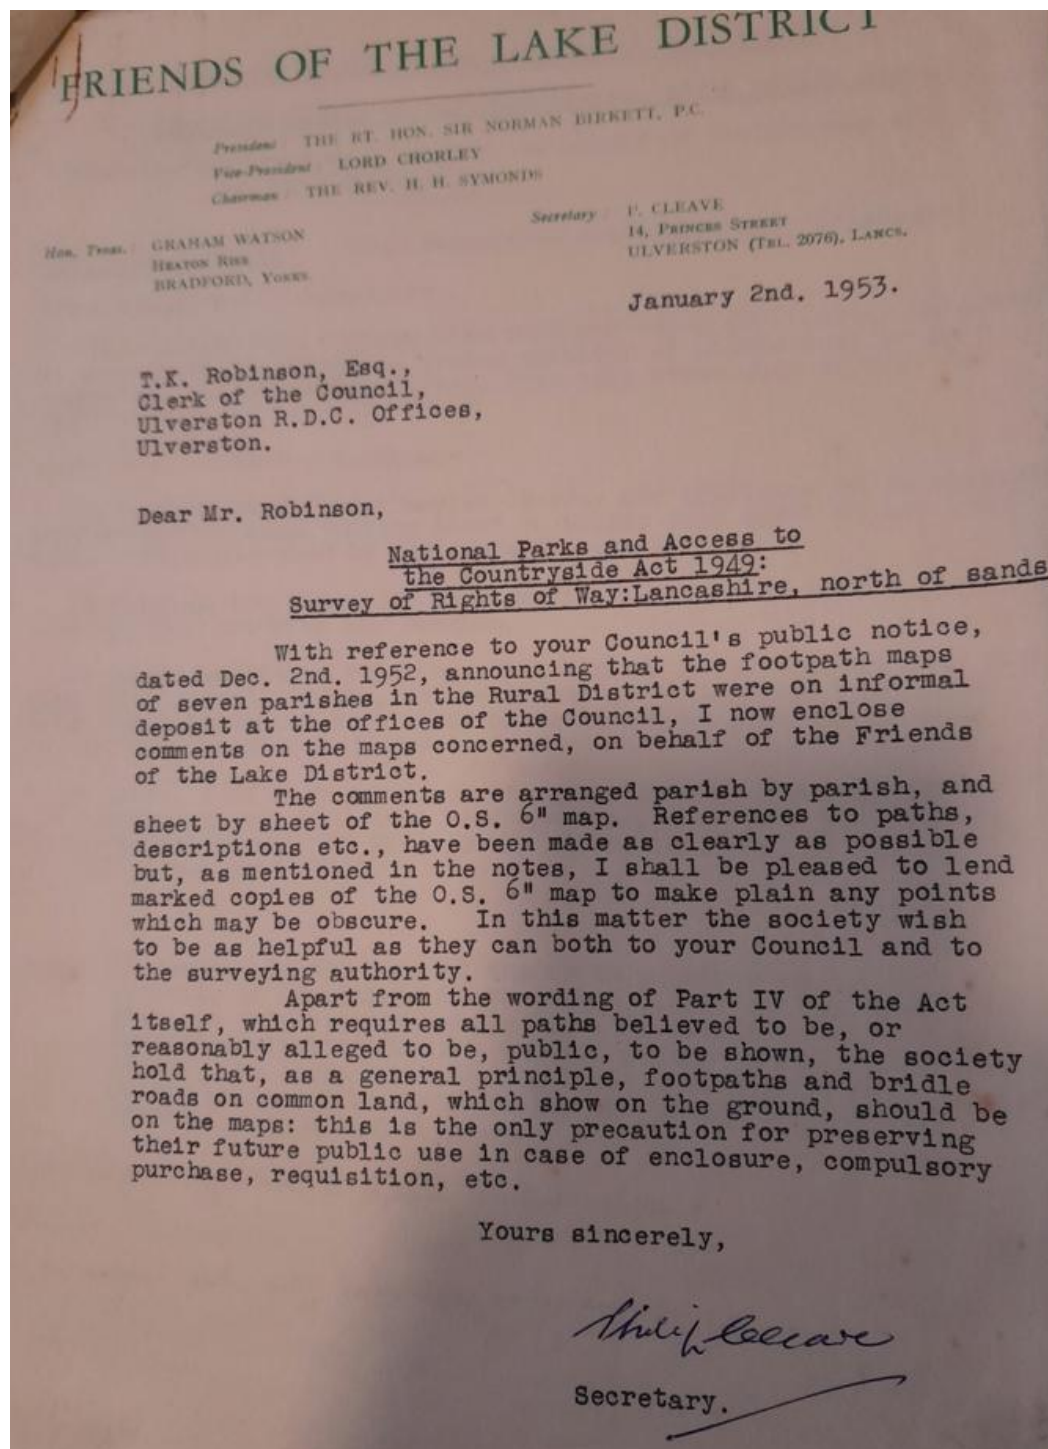 FRIENDS OF THE LAKE DISTRICT
President THE RT. HON. SIR NORMAN BIRKETT, P.C.
Vice-President LORD CHORLEY
Chairman THE REV. H. H. SYMONDS
Hon. Treas. GRAHAM WATSON
HEATON RISE
BRADFORD, YORKS.
Secretary P. CLEAVE
14, PRINCES STREET
ULVERSTON (TEL. 2076), LANCS.
January 2nd. 1953.
T.K. Robinson, Esq.,
Clerk of the Council,
Ulverston R.D.C. Offices,
Ulverston.
Dear Mr. Robinson,
National Parks and Access to
the Countryside Act 1949:
Survey of Rights of Way:Lancashire, north of sands
With reference to your Council's public notice,
dated Dec. 2nd. 1952, announcing that the footpath maps
of seven parishes in the Rural District were on informal
deposit at the offices of the Council, I now enclose
comments on the maps concerned, on behalf of the Friends
of the Lake District.
The comments are arranged parish by parish, and
sheet by sheet of the O.S. 6" map. References to paths,
descriptions etc., have been made as clearly as possible
but, as mentioned in the notes, I shall be pleased to lend
marked copies of the O.S. 6" map to make plain any points
which may be obscure. In this matter the society wish
to be as helpful as they can both to your Council and to
the surveying authority.
Apart from the wording of Part IV of the Act
itself, which requires all paths believed to be, or
reasonably alleged to be, public, to be shown, the society
hold that, as a general principle, footpaths and bridle
roads on common land, which show on the ground, should be
on the maps: this is the only precaution for preserving
their future public use in case of enclosure, compulsory
purchase, requisition, etc.
Yours sincerely,
Philip Cleave
Secretary.